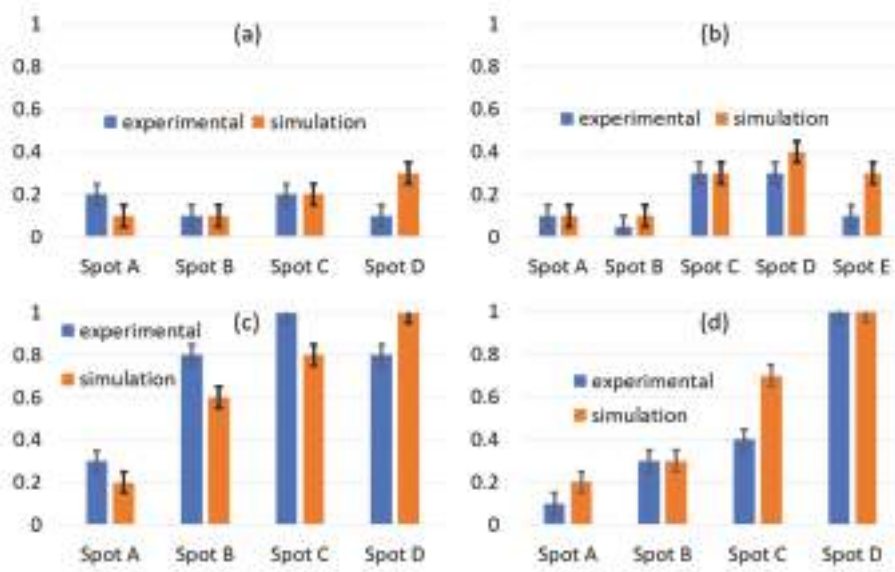 1
(a)
0.8
0.6
experimental simulation
0.4
0.2
0
Spot A Spot B Spot C Spot D
1
(b)
0.8
0.6
experimental simulation
0.4
0.2
0
Spot A Spot B Spot C Spot D Spot E
1
(c)
experimental
0.8
simulation
0.6
0.4
0.2
0
Spot A Spot B Spot C Spot D
1
(d)
0.8
experimental
0.6
simulation
0.4
0.2
0
Spot A Spot B Spot C Spot D